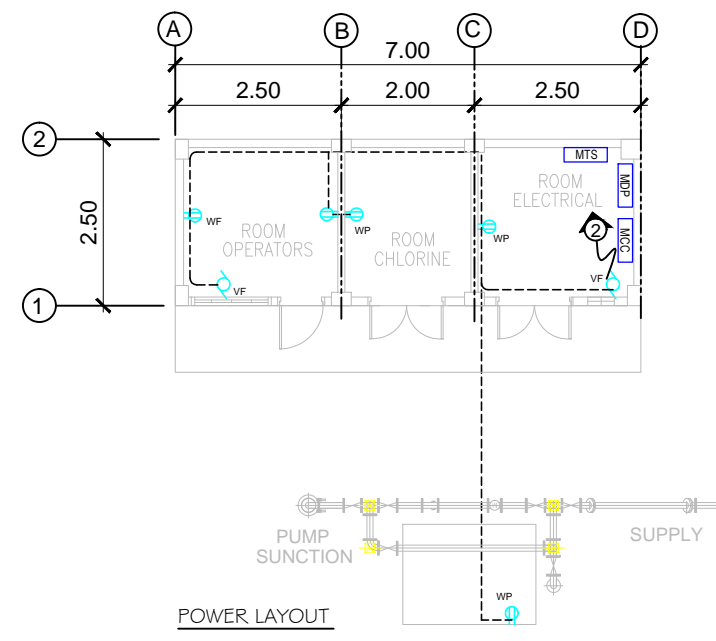 A
B
C
D
7.00
2.50
2.00
2.50
2
2.50
1
MTS
MDP
MCC
ROOM
ELECTRICAL
2
WF
WP
WP
ROOM
OPERATORS
ROOM
CHLORINE
VF
VF
PUMP
SUNCTION
SUPPLY
WP
POWER LAYOUT